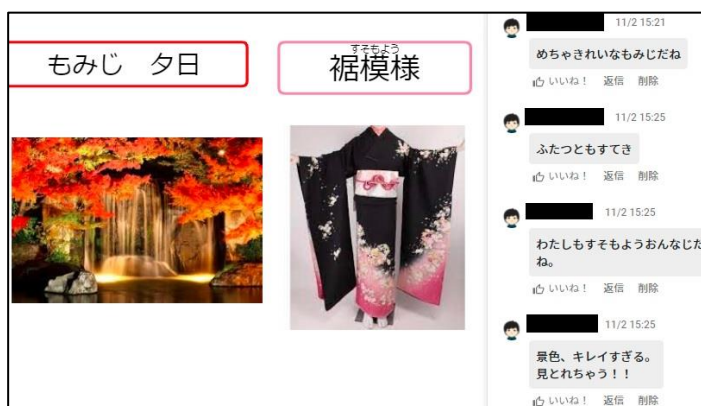 もみじ　夕日
すそもよう
裾模様
11/2 15:21
めちゃきれいなもみじだね
いいね！　返信　削除
11/2 15:25
ふたつともすてき
いいね！　返信　削除
11/2 15:25
わたしもすそもようおんなじだ
ね。
いいね！　返信　削除
11/2 15:25
景色、キレイすぎる。
見とれちゃう！！
いいね！　返信　削除